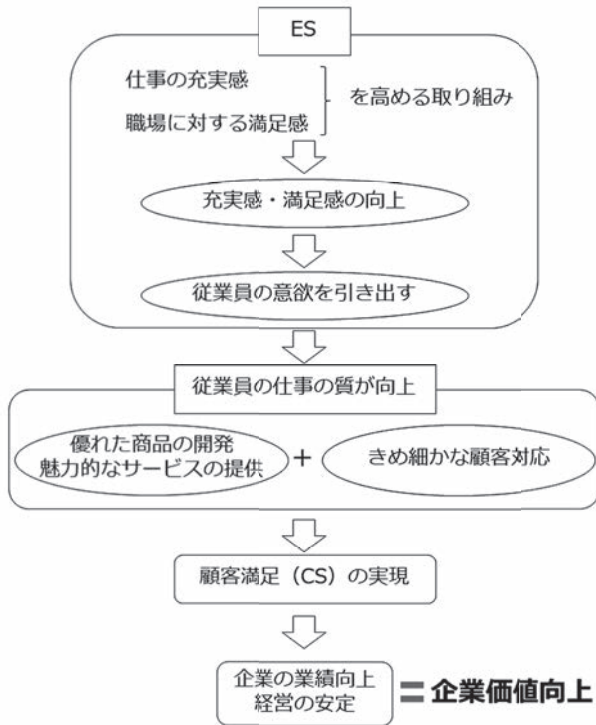 ES
仕事の充実感
職場に対する満足感
を高める取り組み
充実感・満足感の向上
従業員の意欲を引き出す
従業員の仕事の質が向上
優れた商品の開発
魅力的なサービスの提供
+
きめ細かな顧客対応
顧客満足（CS）の実現
企業の業績向上
経営の安定
=企業価値向上